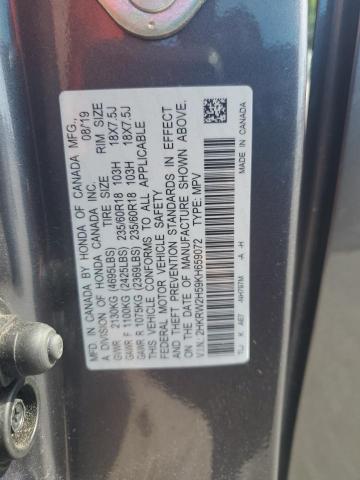 MFD. IN CANADA BY HONDA OF CANADA MFG.,
A DIVISION OF HONDA CANADA INC. 08/19
TIRE SIZE RIM SIZE
GVWR 2130KG (4695LBS)
GAWR F 1100KG (2425LBS) 235/60R18 103H 18X7.5J
GAWR R 1075KG (2369LBS) 235/60R18 103H 18X7.5J
THIS VEHICLE CONFORMS TO ALL APPLICABLE
FEDERAL MOTOR VEHICLE SAFETY
AND THEFT PREVENTION STANDARDS IN EFFECT
ON THE DATE OF MANUFACTURE SHOWN ABOVE.
V.I.N.: 2HKRW2H59KH659072 TYPE: MPV
MADE IN CANADA